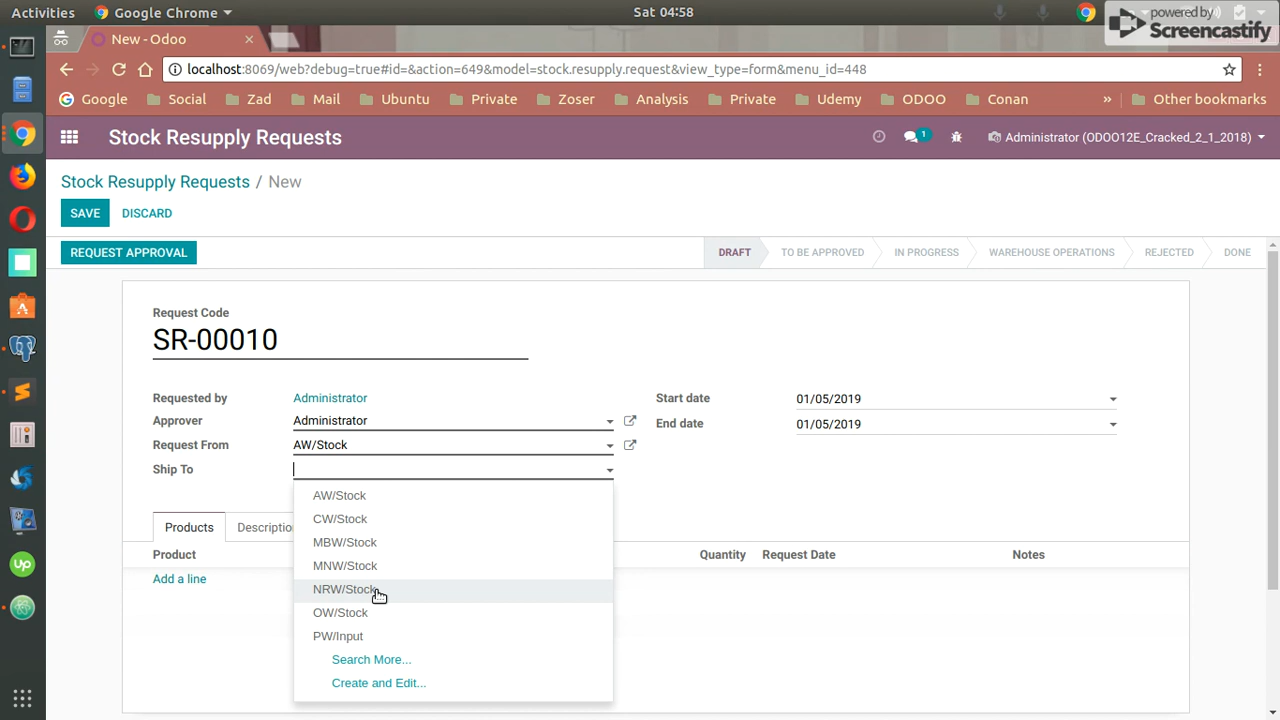 Activities Google Chrome Sat 04:58
powered by
Screencastify
New - Odoo
localhost:8069/web?debug=true#id=&action=649&model=stock.resupply.request&view_type=form&menu_id=448
Google Social Zad Mail Ubuntu Private Zoser Analysis Private Udemy ODOO Conan » Other bookmarks
Stock Resupply Requests 1 Administrator (ODOO12E_Cracked_2_1_2018)
Stock Resupply Requests / New
SAVE DISCARD
REQUEST APPROVAL DRAFT TO BE APPROVED IN PROGRESS WAREHOUSE OPERATIONS REJECTED DONE
Request Code
SR-00010
Requested by Administrator Start date 01/05/2019
Approver Administrator End date 01/05/2019
Request From AW/Stock
Ship To
AW/Stock
CW/Stock
MBW/Stock
MNW/Stock
NRW/Stock
OW/Stock
PW/Input
Search More...
Create and Edit...
Products Descriptio
Product Quantity Request Date Notes
Add a line
up